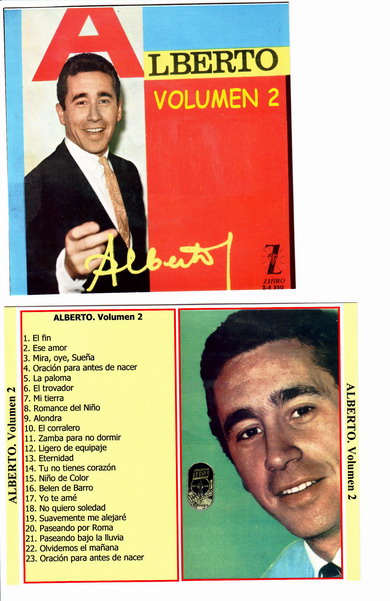 ALBERTO
VOLUMEN 2
Alberto
ZAFIRO
ALBERTO. Volumen 2
ALBERTO. Volumen 2
1. El fin
2. Ese amor
3. Mira, oye, Sueña
4. Oración para antes de nacer
5. La paloma
6. El trovador
7. Mi tierra
8. Romance del Niño
9. Alondra
10. El corralero
11. Zamba para no dormir
12. Ligero de equipaje
13. Eternidad
14. Tu no tienes corazón
15. Niño de Color
16. Belen de Barro
17. Yo te amé
18. No quiero soledad
19. Suavemente me alejaré
20. Paseando por Roma
21. Paseando bajo la lluvia
22. Olvidemos el mañana
23. Oración para antes de nacer
ALBERTO. Volumen 2